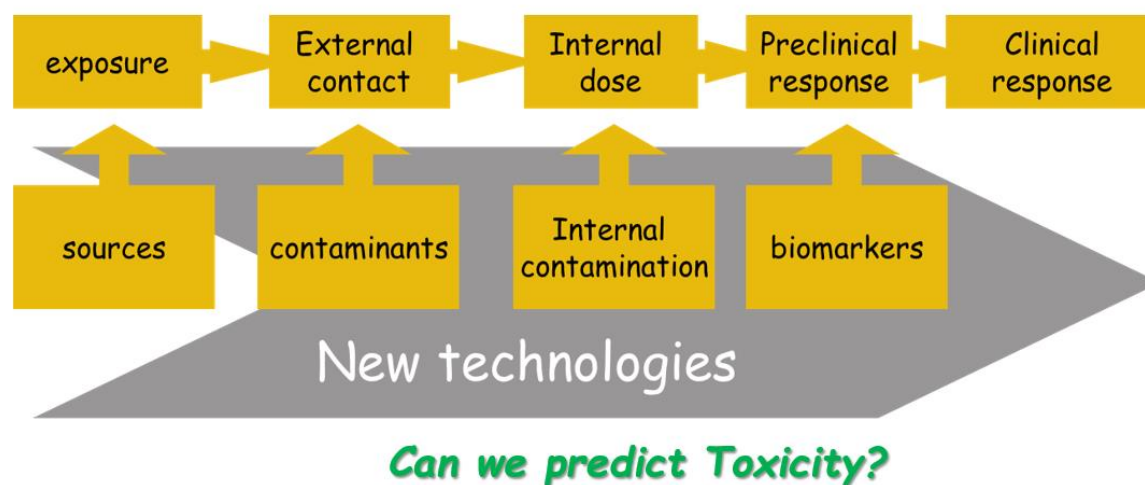 exposure
External
contact
Internal
dose
Preclinical
response
Clinical
response
sources
contaminants
Internal
contamination
biomarkers
New technologies
Can we predict Toxicity?